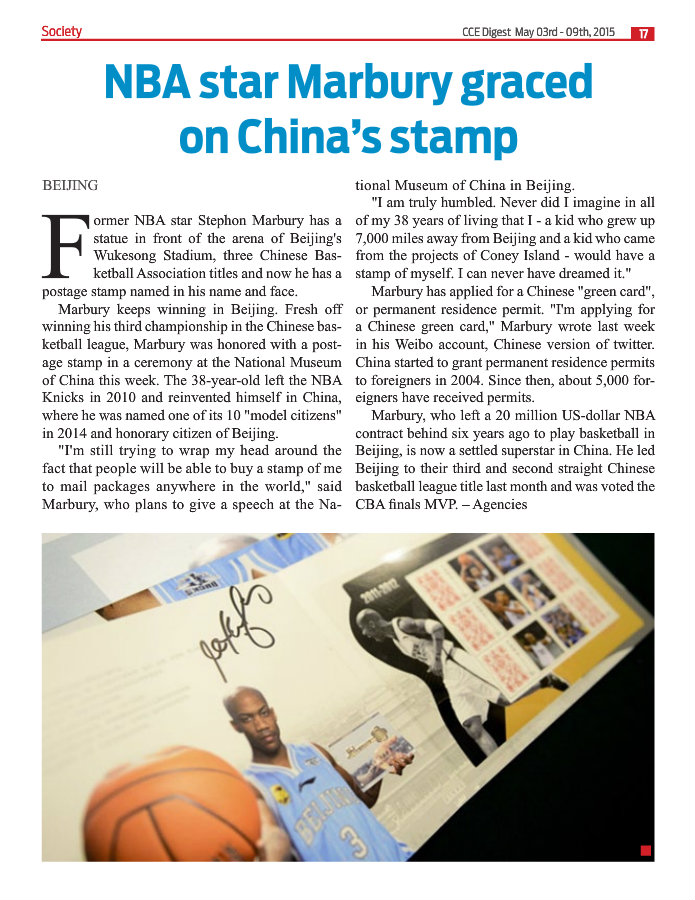 Society
CCE Digest May 03rd - 09th, 2015
17
NBA star Marbury graced
on China's stamp
BEIJING
Former NBA star Stephon Marbury has a
statue in front of the arena of Beijing's
Wukesong Stadium, three Chinese Bas-
ketball Association titles and now he has a
postage stamp named in his name and face.
Marbury keeps winning in Beijing. Fresh off
winning his third championship in the Chinese bas-
ketball league, Marbury was honored with a post-
age stamp in a ceremony at the National Museum
of China this week. The 38-year-old left the NBA
Knicks in 2010 and reinvented himself in China,
where he was named one of its 10 "model citizens"
in 2014 and honorary citizen of Beijing.
"I'm still trying to wrap my head around the
fact that people will be able to buy a stamp of me
to mail packages anywhere in the world," said
Marbury, who plans to give a speech at the Na-
tional Museum of China in Beijing.
"I am truly humbled. Never did I imagine in all
of my 38 years of living that I - a kid who grew up
7,000 miles away from Beijing and a kid who came
from the projects of Coney Island - would have a
stamp of myself. I can never have dreamed it."
Marbury has applied for a Chinese "green card",
or permanent residence permit. "I'm applying for
a Chinese green card," Marbury wrote last week
in his Weibo account, Chinese version of twitter.
China started to grant permanent residence permits
to foreigners in 2004. Since then, about 5,000 for-
eigners have received permits.
Marbury, who left a 20 million US-dollar NBA
contract behind six years ago to play basketball in
Beijing, is now a settled superstar in China. He led
Beijing to their third and second straight Chinese
basketball league title last month and was voted the
CBA finals MVP. – Agencies
2011-2012
BEIJING
3